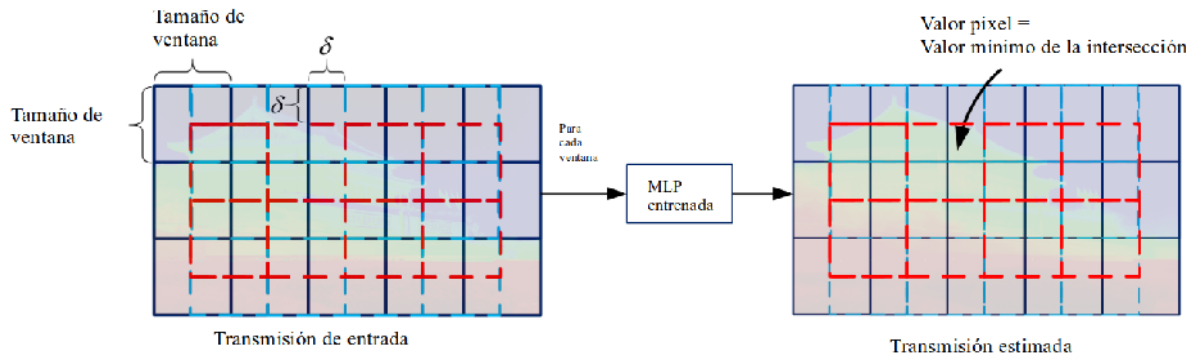 Tamaño de
ventana
δ
δ
Tamaño de
ventana
Transmisión de entrada
Para
cada
ventana
MLP
entrenada
Valor pixel =
Valor mínimo de la intersección
Transmisión estimada